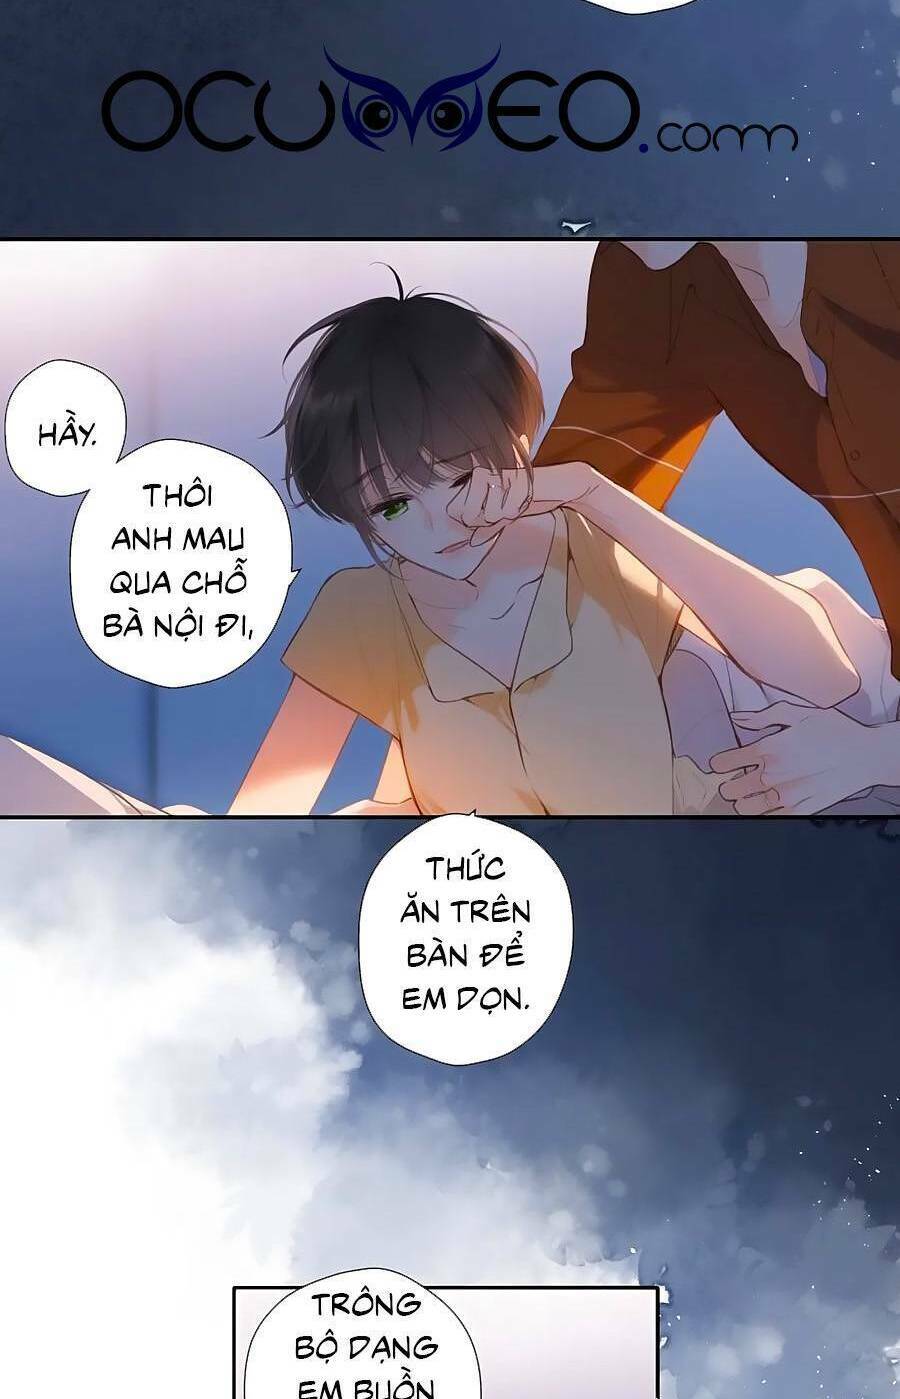 OCUMEO.com
HẦY.
THÔI
ANH MAU
QUA CHỖ
BÀ NỘI ĐI,
THỨC
ĂN TRÊN
BÀN ĐỂ
EM DỌN.
TRÔNG
BỘ DẠNG
EM BUỒN